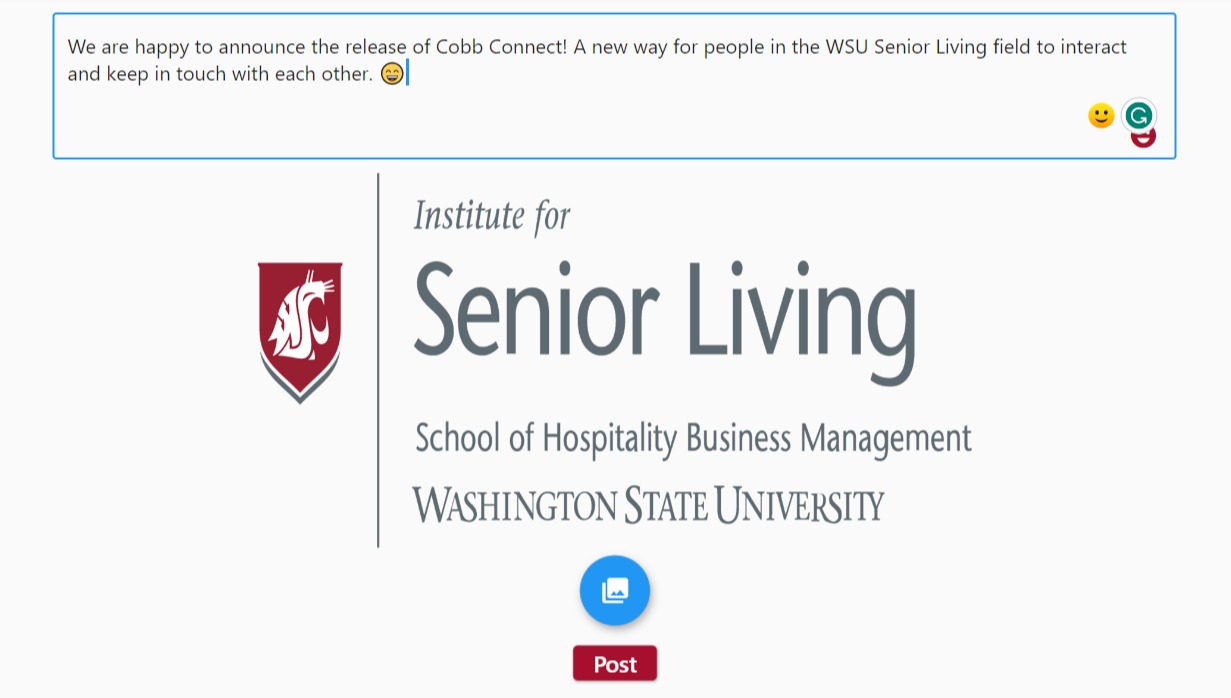 We are happy to announce the release of Cobb Connect! A new way for people in the WSU Senior Living field to interact
and keep in touch with each other. 😄
Institute for
Senior Living
School of Hospitality Business Management
WASHINGTON STATE UNIVERSITY
Post